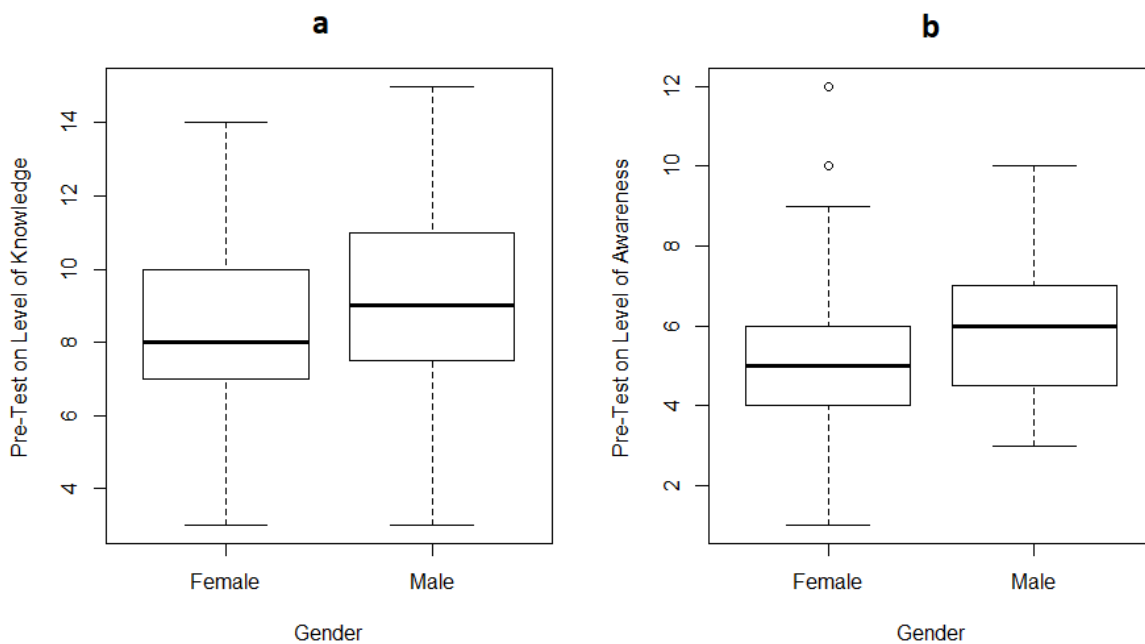 a
Pre-Test on Level of Knowledge
14
12
10
8
6
4
Female Male
Gender
b
Pre-Test on Level of Awareness
12
10
8
6
4
2
Female Male
Gender